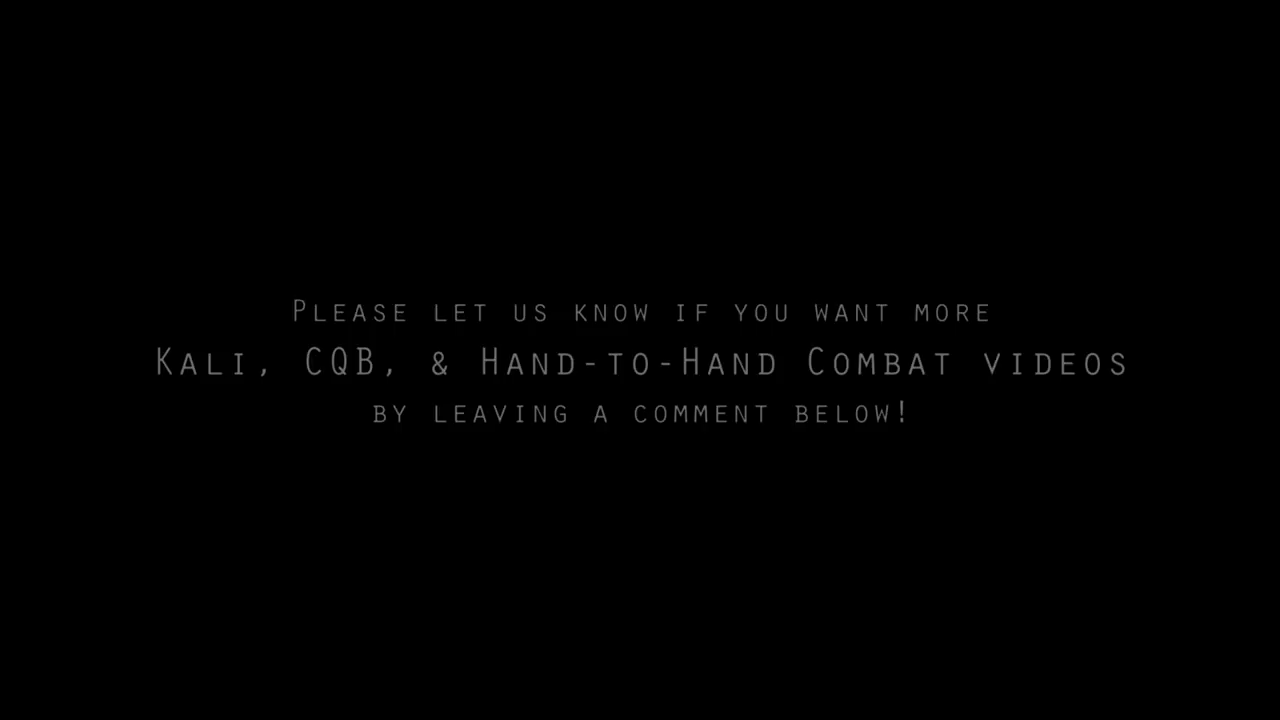 Please let us know if you want more
Kali, CQB, & Hand-to-Hand Combat videos
by leaving a comment below!